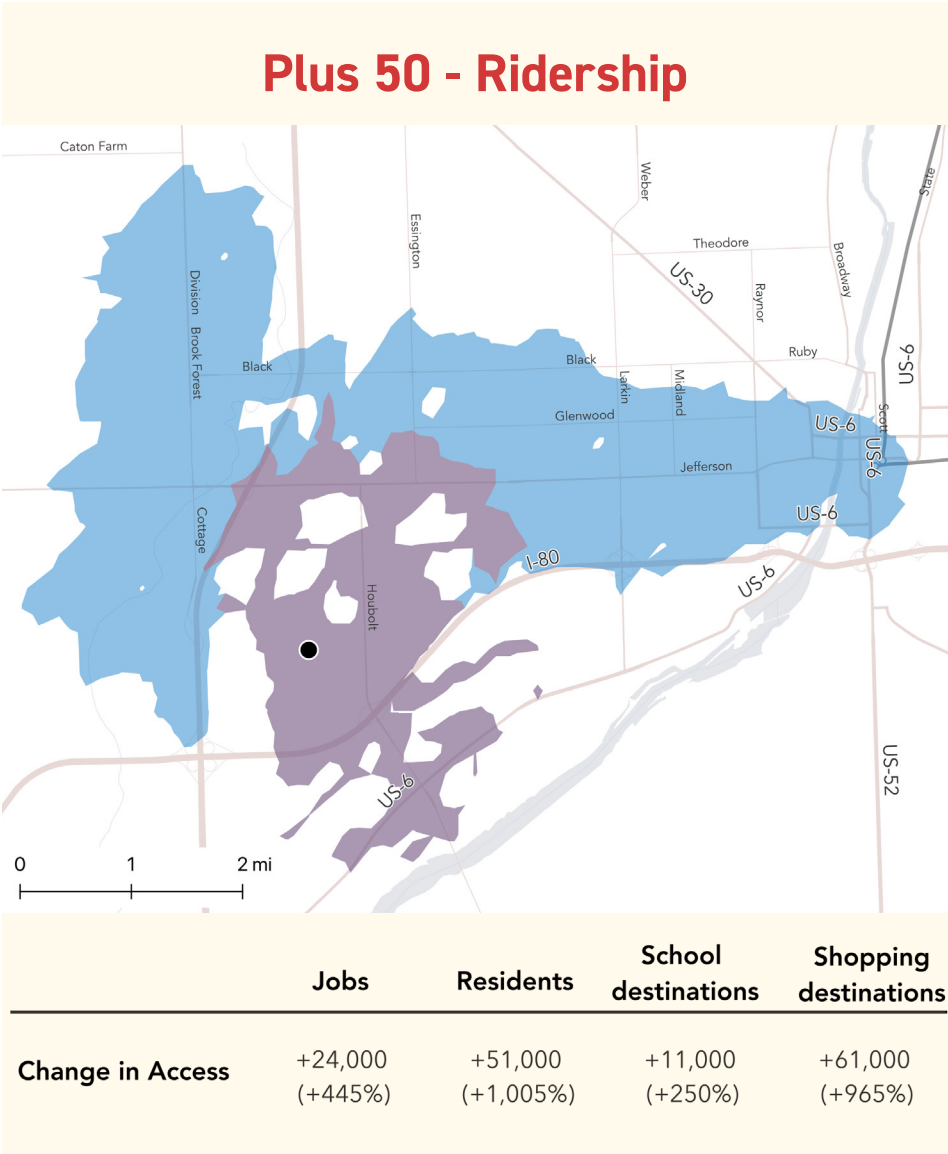 Plus 50 - Ridership
Caton Farm
Weber
State
Essington
Theodore
Broadway
US-30
Division
Raynor
Brook Forest
Black
Black
Ruby
US-6
Larkin
Midland
Glenwood
Scott
US-6
US-6
Jefferson
Cottage
US-6
I-80
US-6
Houbolt
US-52
US-6
0 1 2 mi
Jobs
Residents
School
destinations
Shopping
destinations
Change in Access
+24,000 +51,000 +11,000 +61,000
(+445%) (+1,005%) (+250%) (+965%)